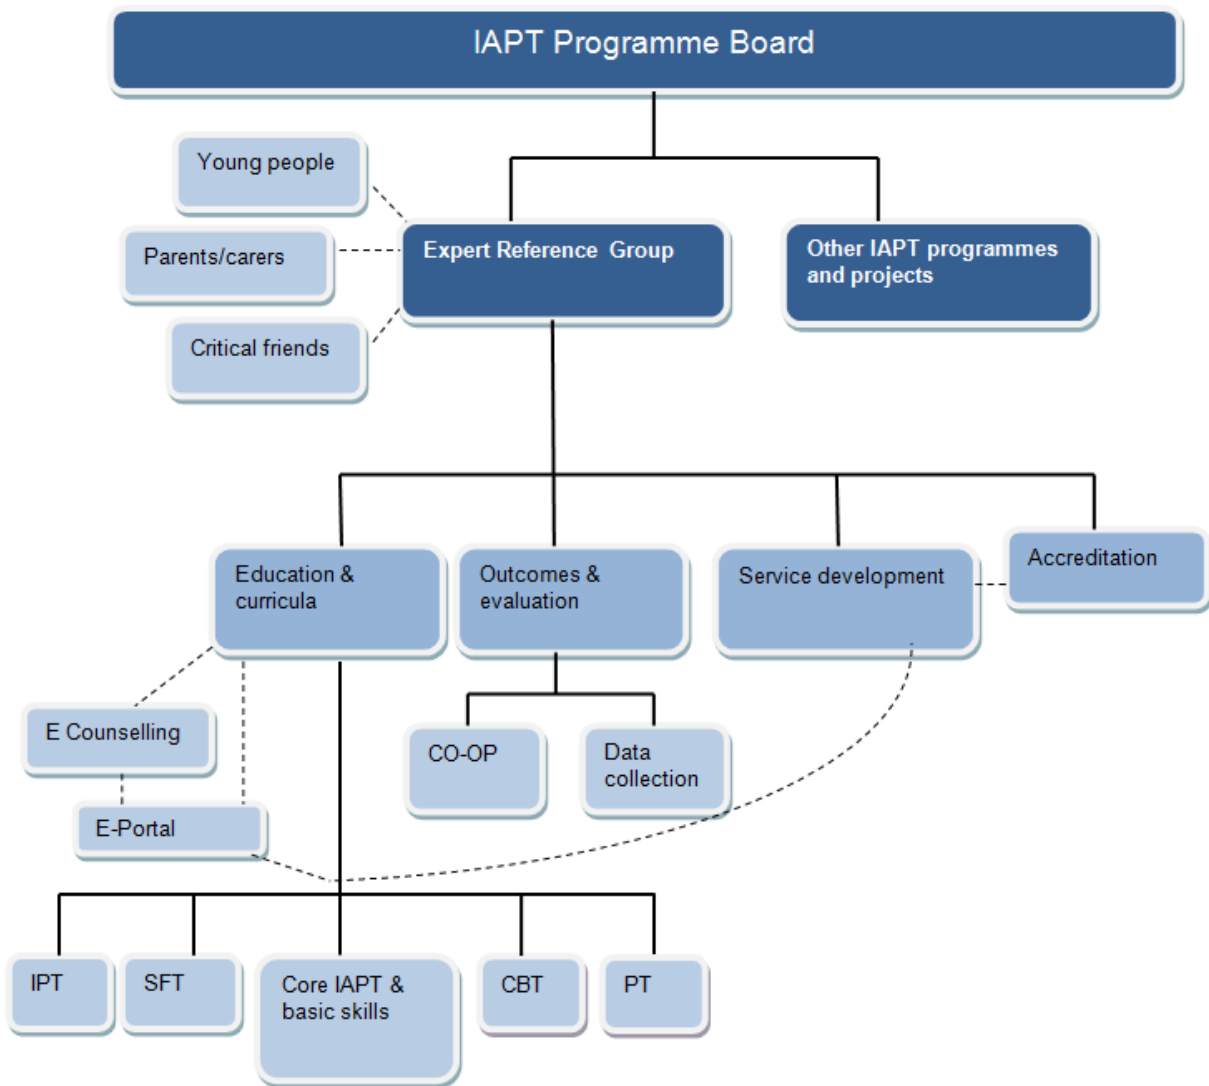 IAPT Programme Board
Young people
Parents/carers
Critical friends
Expert Reference Group
Other IAPT programmes
and projects
Education &
curricula
Outcomes &
evaluation
Service development
Accreditation
E Counselling
E-Portal
CO-OP
Data
collection
IPT
SFT
Core IAPT &
basic skills
CBT
PT